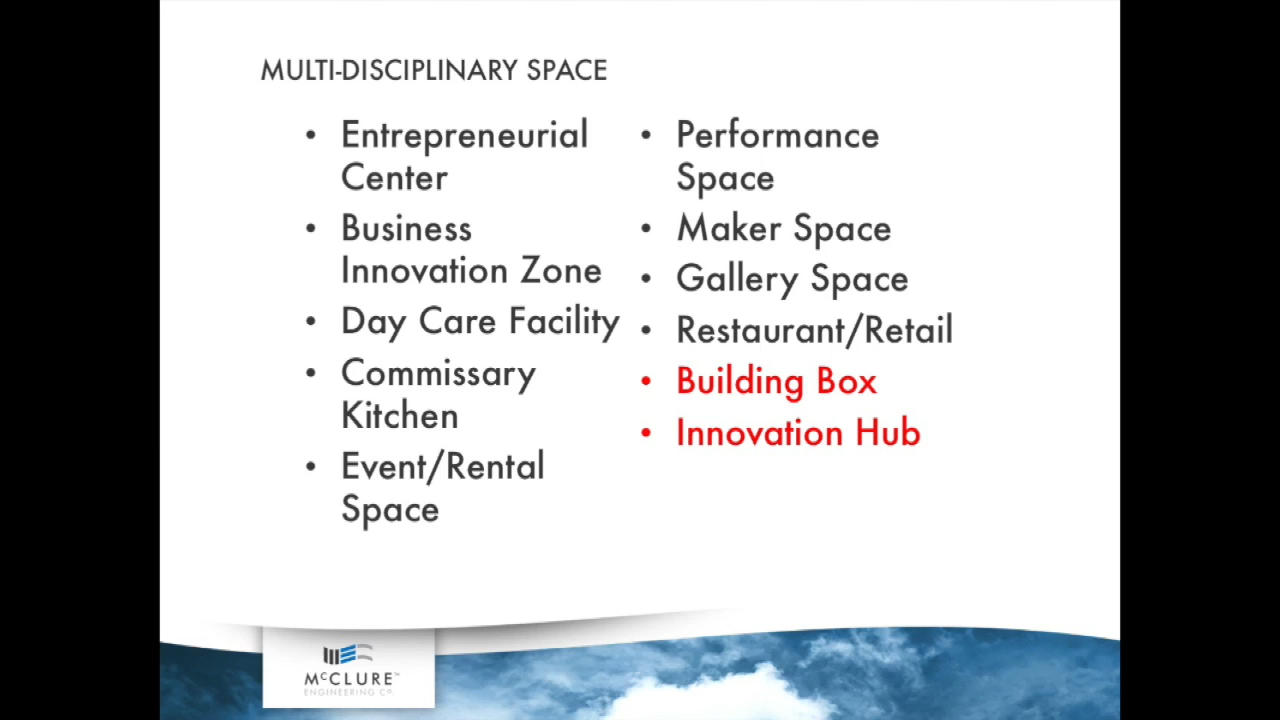 MULTI-DISCIPLINARY SPACE
• Entrepreneurial
Center
• Business
Innovation Zone
• Day Care Facility
• Commissary
Kitchen
• Event/Rental
Space
• Performance
Space
• Maker Space
• Gallery Space
• Restaurant/Retail
• Building Box
• Innovation Hub
McCLURE™
ENGINEERING CO.